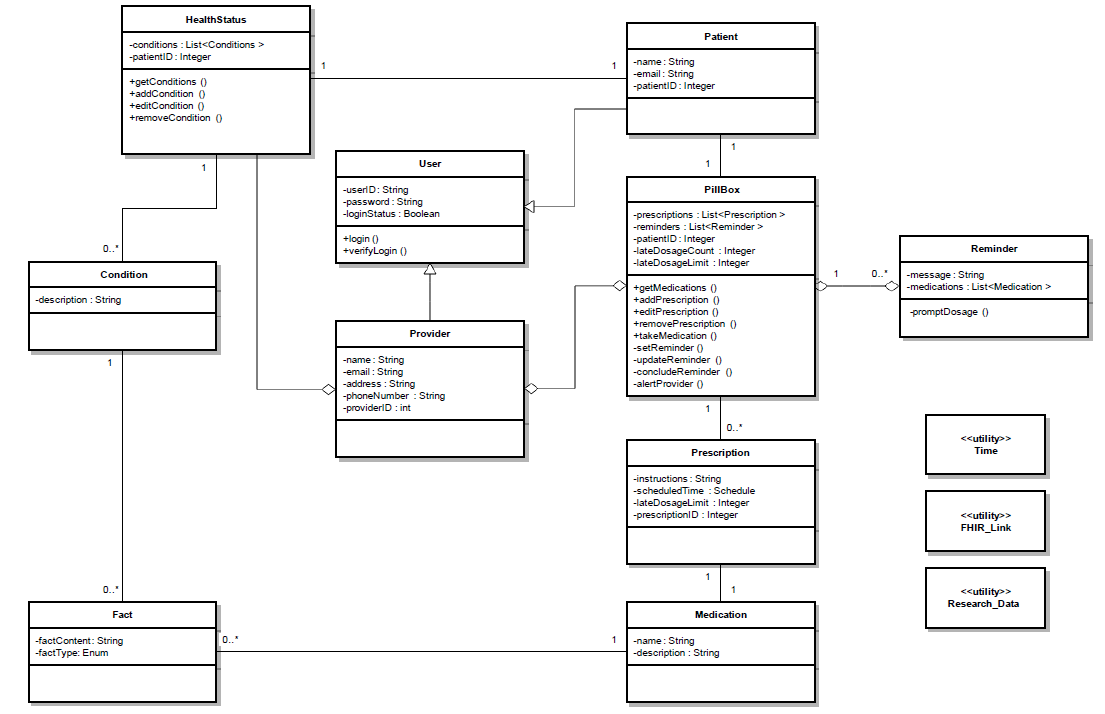 HealthStatus
-conditions : List<Conditions >
-patientID : Integer
+getConditions ()
+addCondition ()
+editCondition ()
+removeCondition ()
1
1
1
Patient
-name : String
-email : String
-patientID : Integer
1
1
User
-userID : String
-password : String
-loginStatus : Boolean
+login ()
+verifyLogin ()
PillBox
-prescriptions : List<Prescription >
-reminders : List<Reminder >
-patientID : Integer
-lateDosageCount : Integer
-lateDosageLimit : Integer
+getMedications ()
+addPrescription ()
+editPrescription ()
+removePrescription ()
+takeMedication ()
-setReminder ()
-updateReminder ()
-concludeReminder ()
-alertProvider ()
1
0..*
Reminder
-message : String
-medications : List<Medication >
-promptDosage ()
0..*
Condition
-description : String
1
Provider
-name : String
-email : String
-address : String
-phoneNumber : String
-providerID : int
1
0..*
Prescription
-instructions : String
-scheduledTime : Schedule
-lateDosageLimit : Integer
-prescriptionID : Integer
1
1
<<utility>>
Time
<<utility>>
FHIR_Link
<<utility>>
Research_Data
0..*
Fact
-factContent : String
-factType: Enum
0..*
1
Medication
-name : String
-description : String